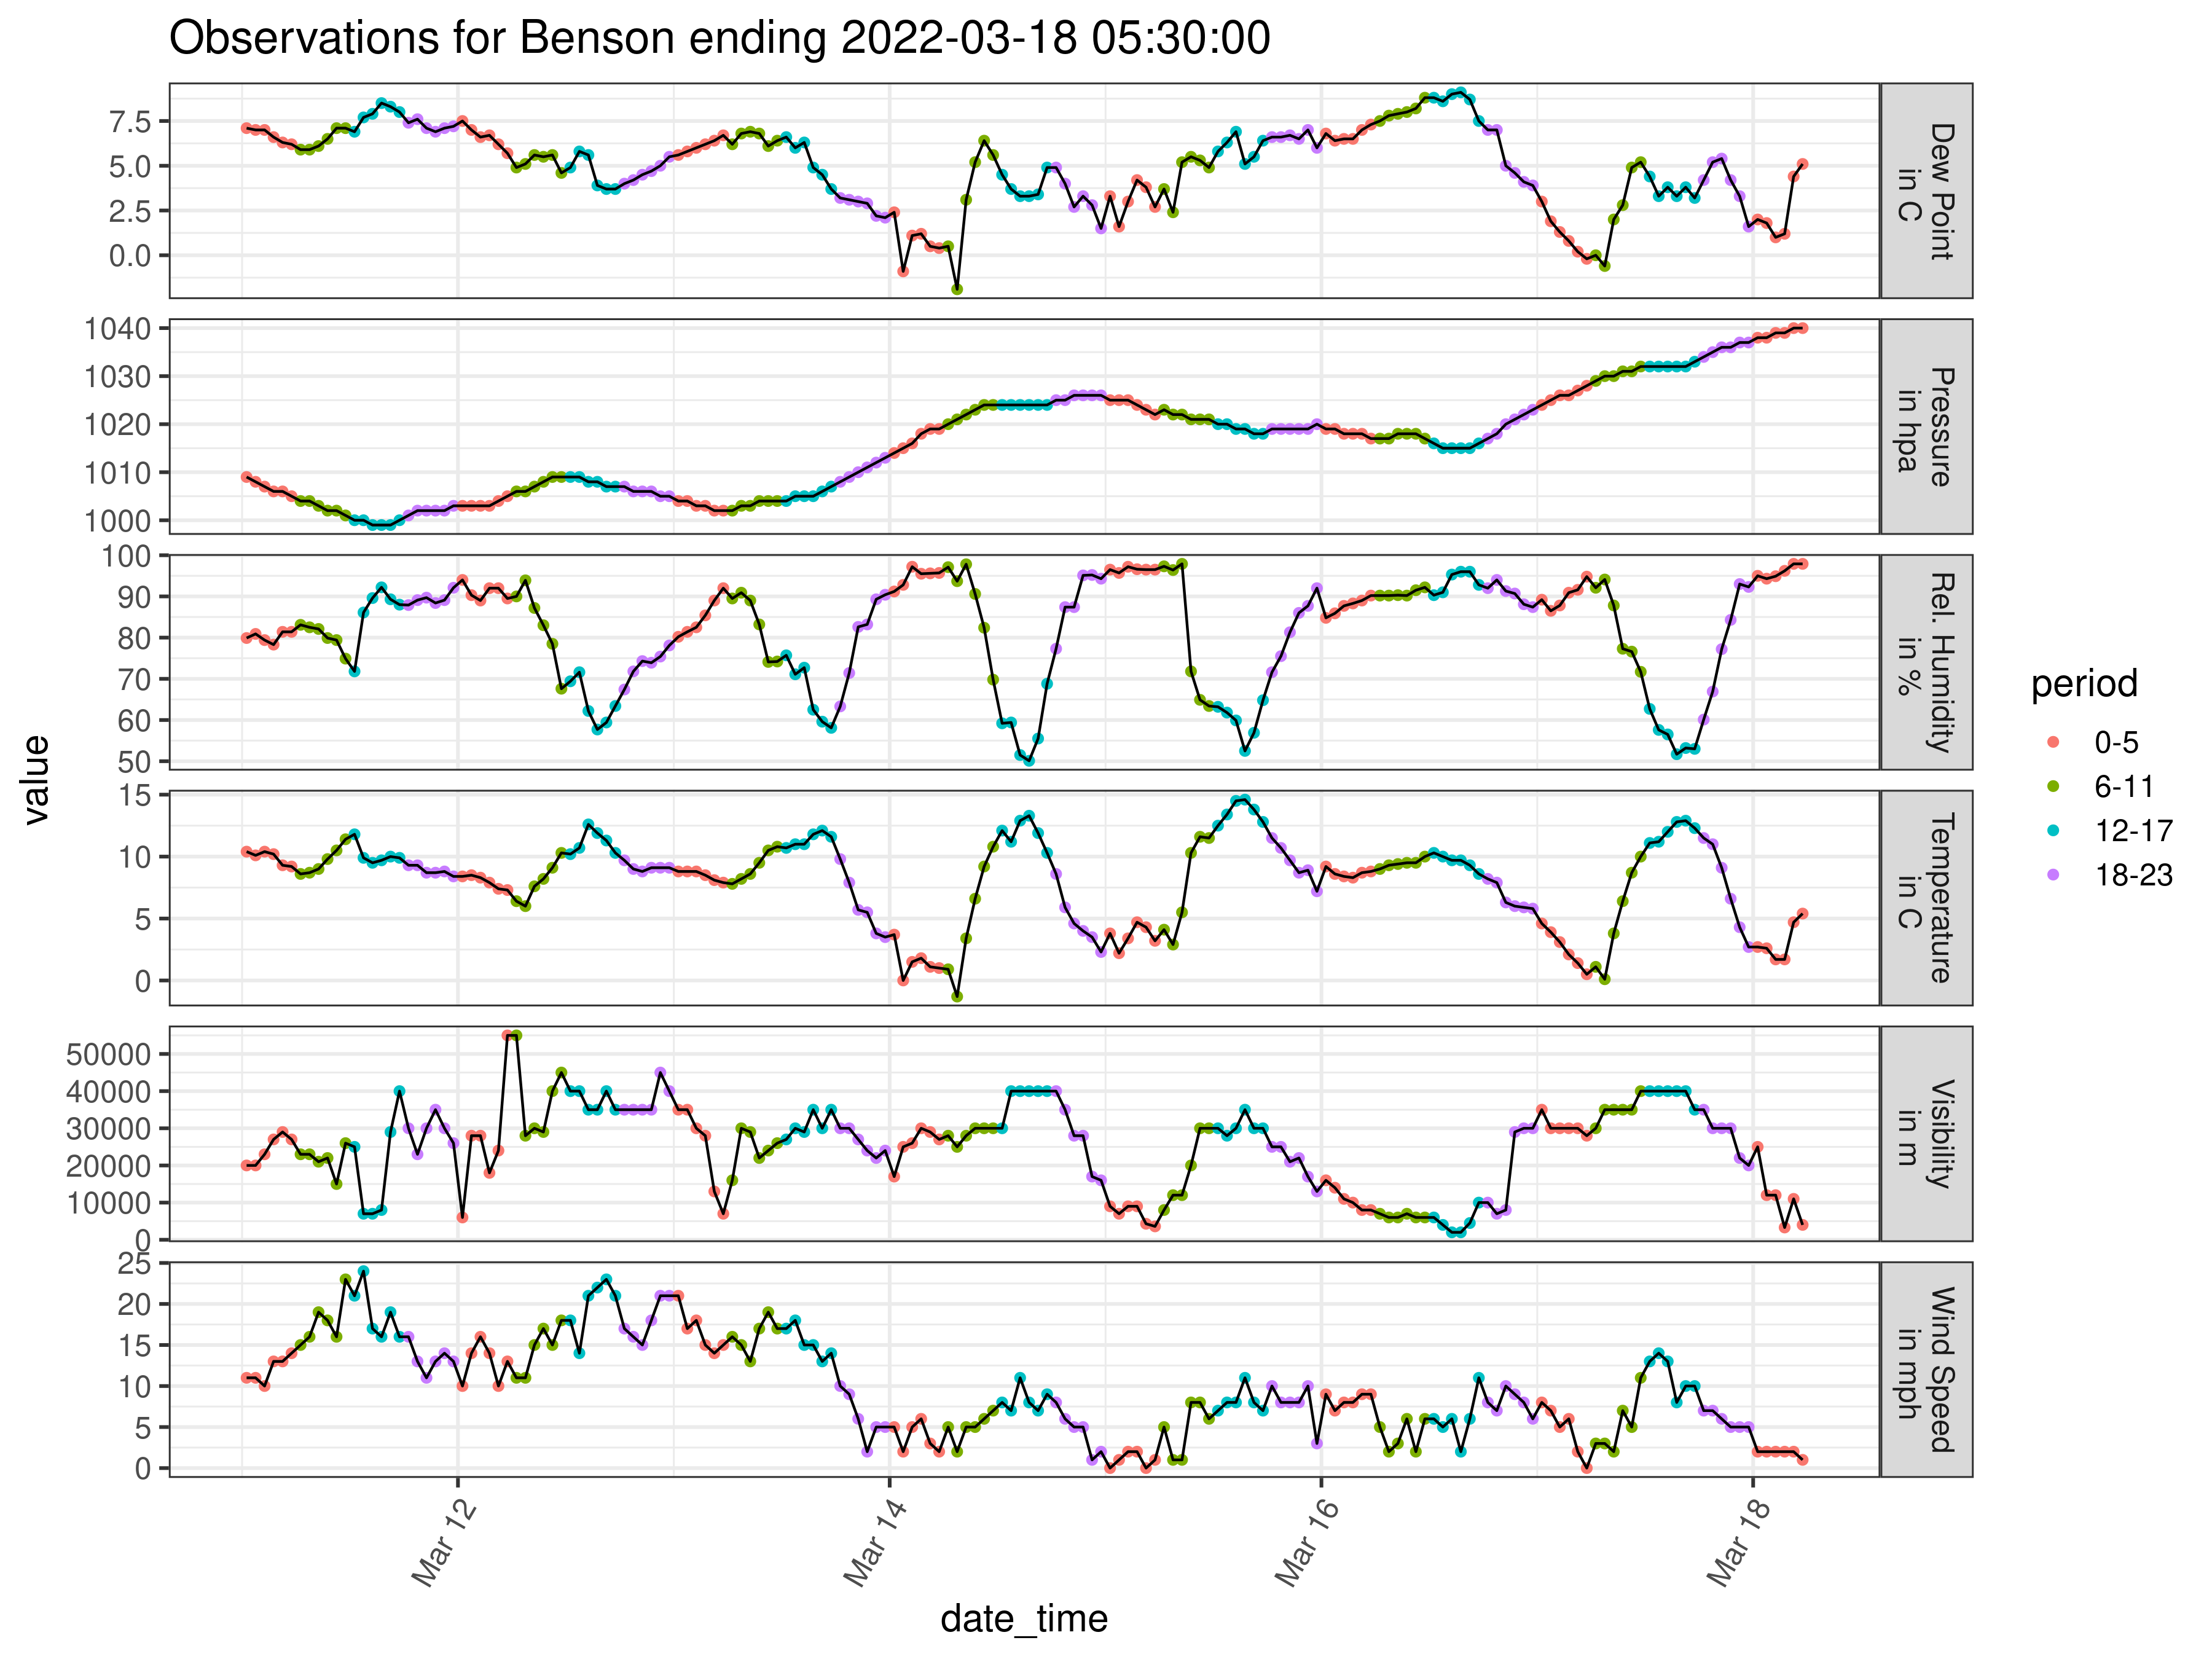 Observations for Benson ending 2022-03-18 05:30:00
value
7.5
5.0
2.5
0.0
Dew Point
in C
1040
1030
1020
1010
1000
Pressure
in hpa
100
90
80
70
60
50
Rel. Humidity
in %
15
10
5
0
Temperature
in C
50000
40000
30000
20000
10000
0
Visibility
in m
25
20
15
10
5
0
Wind Speed
in mph
Mar 12
Mar 14
Mar 16
Mar 18
date_time
period
0-5
6-11
12-17
18-23